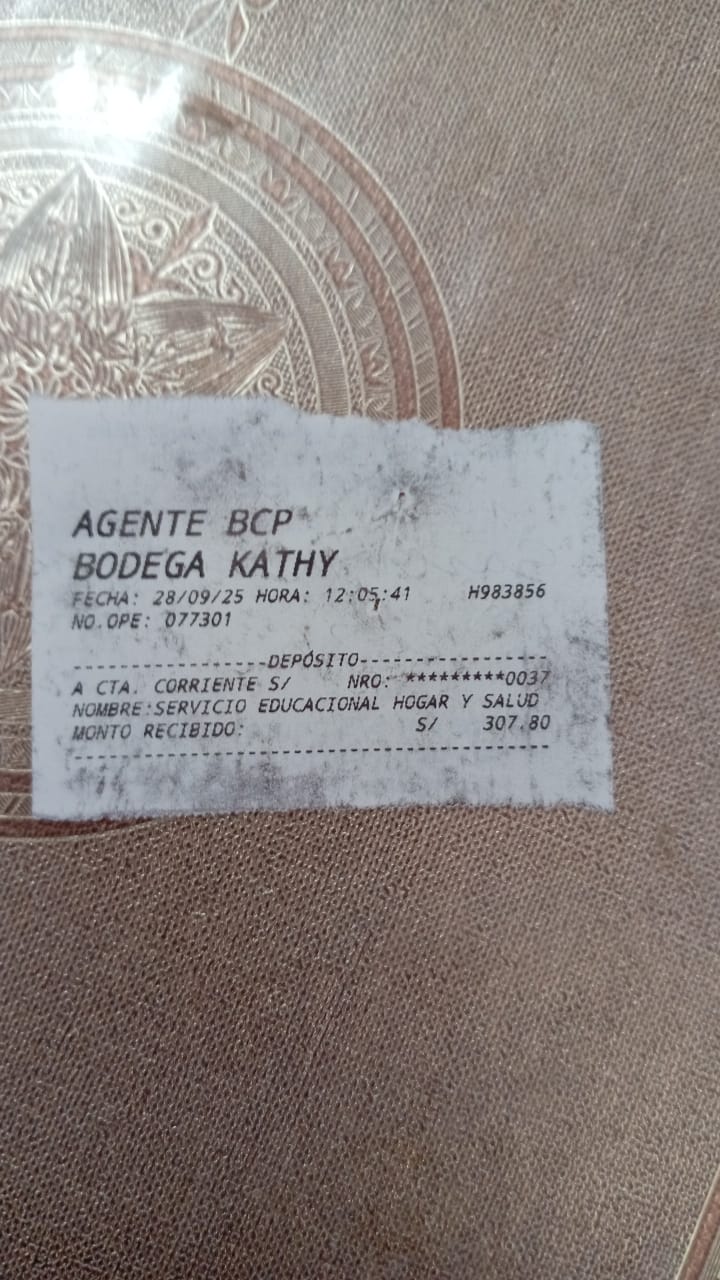 AGENTE BCP
BODEGA KATHY
FECHA: 28/09/25 HORA: 12:05:41 H983856
NO.OPE: 077301
--------------------DEPÓSITO--------------------
A CTA. CORRIENTE S/ NRO: *********0037
NOMBRE:SERVICIO EDUCACIONAL HOGAR Y SALUD
MONTO RECIBIDO: S/ 307.80
------------------------------------------------